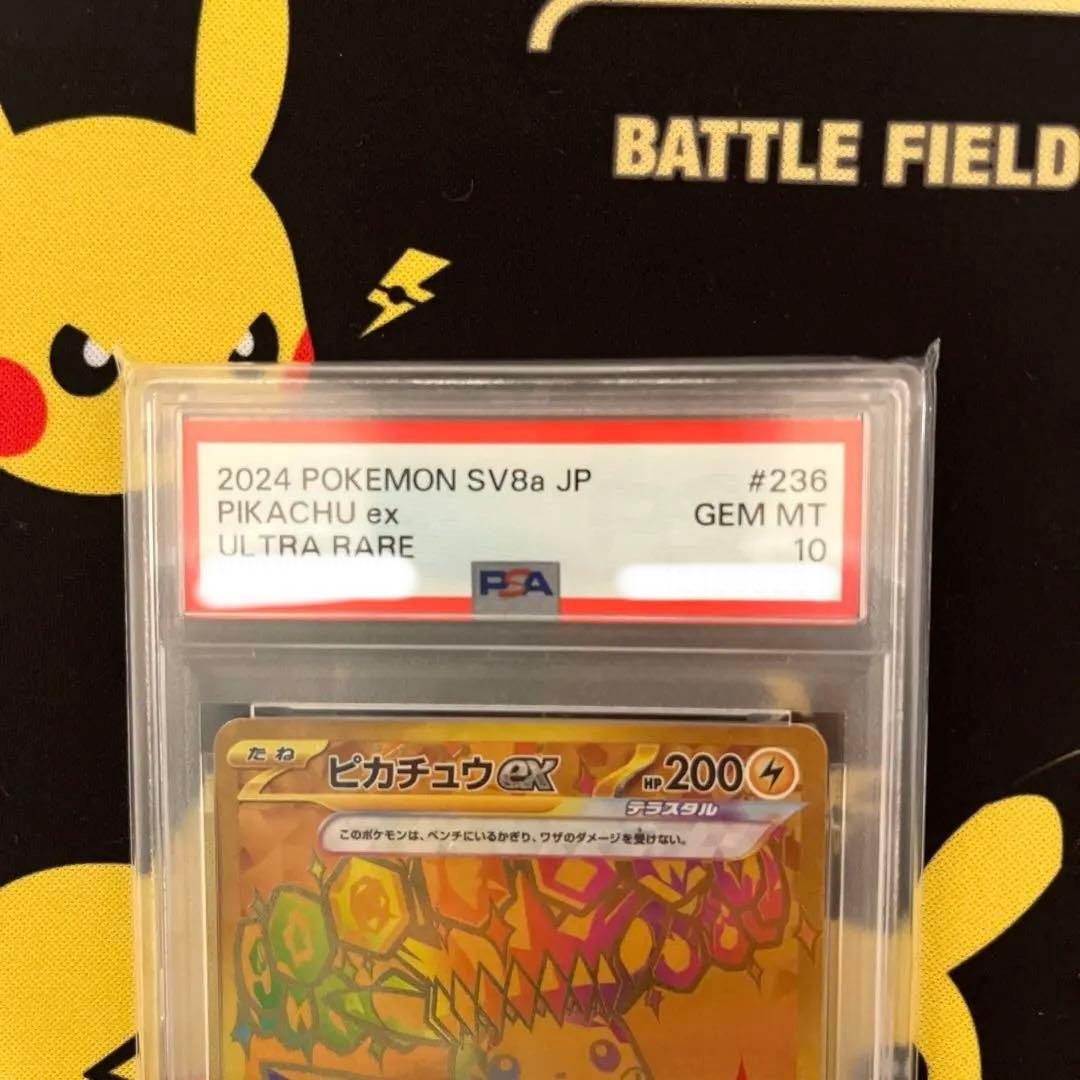 BATTLE FIELD
2024 POKEMON SV8a JP #236
PIKACHU ex GEM MT
ULTRA RARE 10
PSA
たね ピカチュウex HP200
テラスタル
このポケモンは、ベンチにいるかぎり、ワザのダメージを受けない。